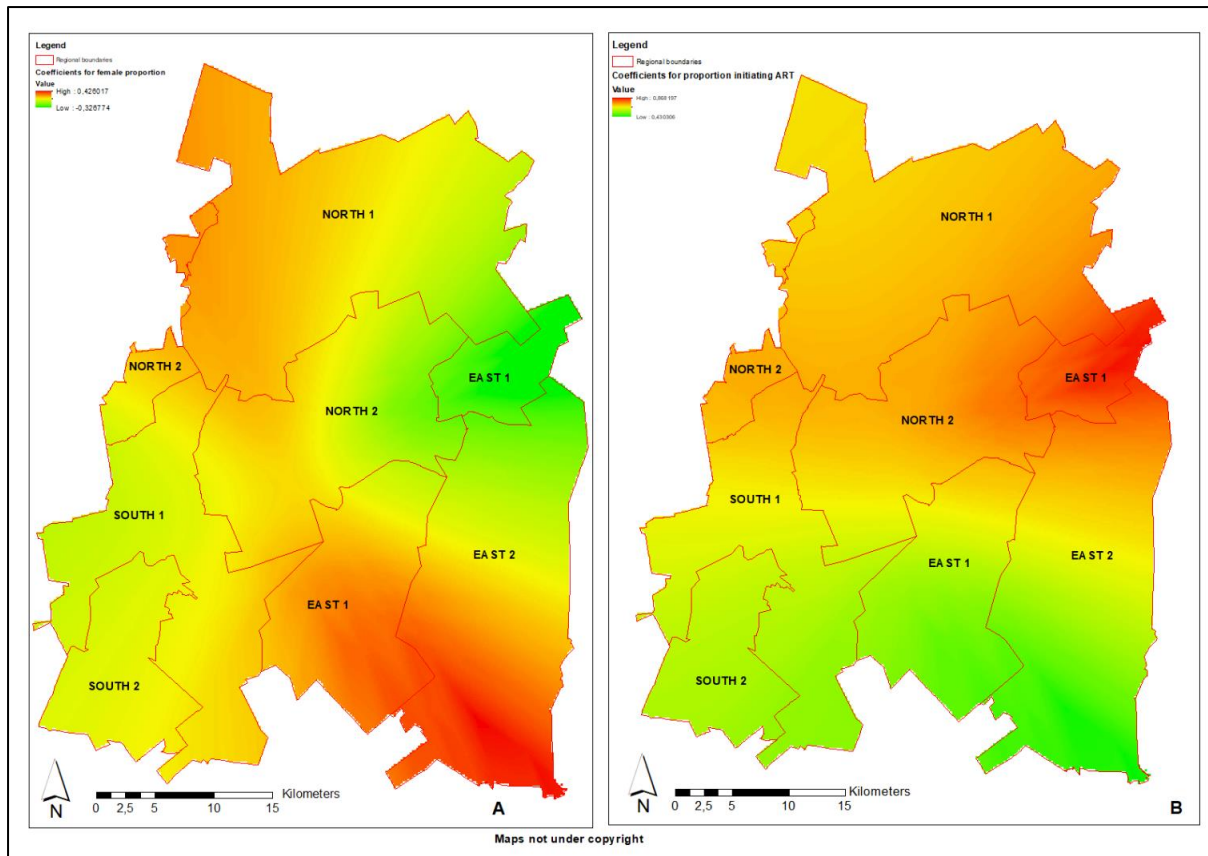 Legend
Regional boundaries
Coefficients for female proportion
Value
High : 0,426017
Low : -0,326774
NORTH 1
NORTH 2
EAST 1
NORTH 2
SOUTH 1
EAST 2
EAST 1
SOUTH 2
N
0 2,5 5 10 15
Kilometers
A
Legend
Regional boundaries
Coefficients for proportion initiating ART
Value
NORTH 1
NORTH 2
EAST 1
NORTH 2
SOUTH 1
EAST 2
EAST 1
SOUTH 2
N
0 2,5 5 10 15
Kilometers
B
Maps not under copyright